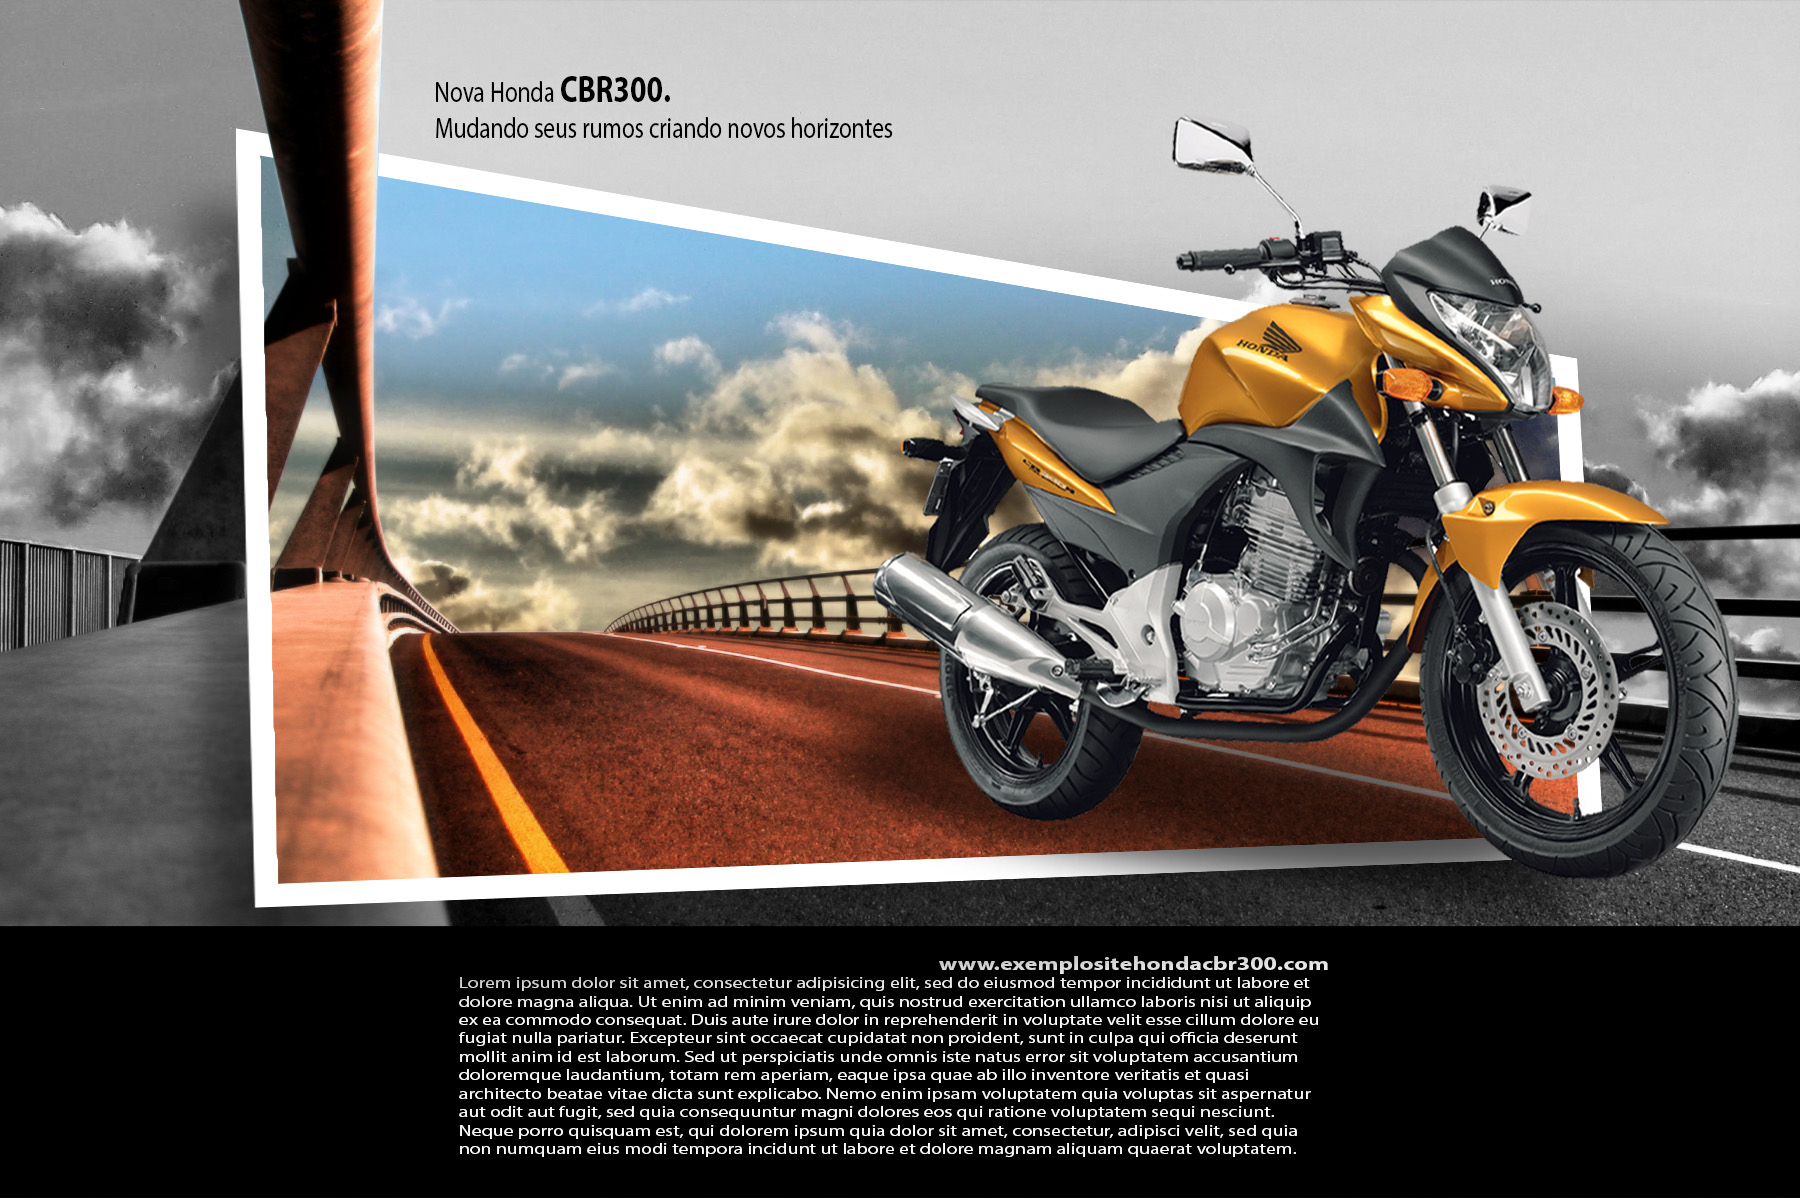 Nova Honda CBR300.
Mudando seus rumos criando novos horizontes
HONDA
www.exemplositehondacbr300.com
Lorem ipsum dolor sit amet, consectetur adipisicing elit, sed do eiusmod tempor incididunt ut labore et
dolore magna aliqua. Ut enim ad minim veniam, quis nostrud exercitation ullamco laboris nisi ut aliquip
ex ea commodo consequat. Duis aute irure dolor in reprehenderit in voluptate velit esse cillum dolore eu
fugiat nulla pariatur. Excepteur sint occaecat cupidatat non proident, sunt in culpa qui officia deserunt
mollit anim id est laborum. Sed ut perspiciatis unde omnis iste natus error sit voluptatem accusantium
doloremque laudantium, totam rem aperiam, eaque ipsa quae ab illo inventore veritatis et quasi
architecto beatae vitae dicta sunt explicabo. Nemo enim ipsam voluptatem quia voluptas sit aspernatur
aut odit aut fugit, sed quia consequuntur magni dolores eos qui ratione voluptatem sequi nesciunt.
Neque porro quisquam est, qui dolorem ipsum quia dolor sit amet, consectetur, adipisci velit, sed quia
non numquam eius modi tempora incidunt ut labore et dolore magnam aliquam quaerat voluptatem.